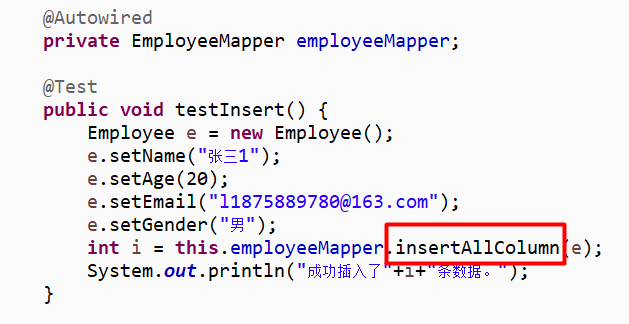 @Autowired
private EmployeeMapper employeeMapper;
@Test
public void testInsert() {
Employee e = new Employee();
e.setName("张三1");
e.setAge(20);
e.setEmail("l1875889780@163.com");
e.setGender("男");
int i = this.employeeMapper.insertAllColumn(e);
System.out.println("成功插入了"+i+"条数据。");
}